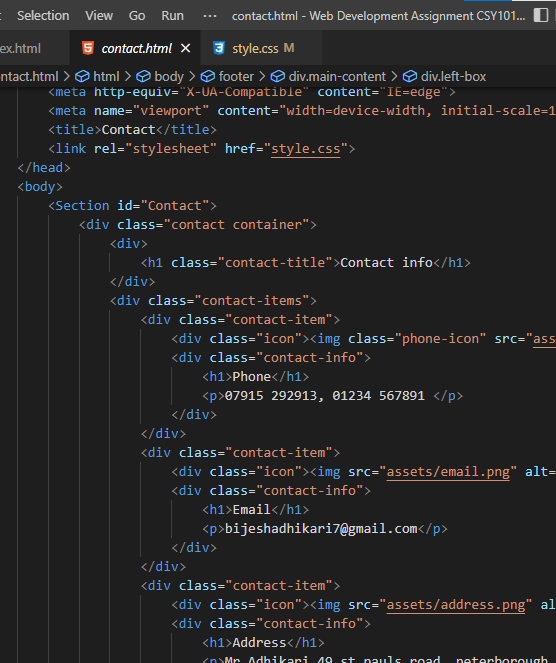 Selection View Go Run ··· contact.html - Web Development Assignment CSY101...
ex.html contact.html × style.css M
ntact.html > html > body > footer > div.main-content > div.left-box
<meta http-equiv="X-UA-Compatible" content="IE=edge">
<meta name="viewport" content="width=device-width, initial-scale=1
<title>Contact</title>
<link rel="stylesheet" href="style.css">
</head>
<body>
<Section id="Contact">
<div class="contact container">
<div>
<h1 class="contact-title">Contact info</h1>
</div>
<div class="contact-items">
<div class="contact-item">
<div class="icon"><img class="phone-icon" src="ass
<div class="contact-info">
<h1>Phone</h1>
<p>07915 292913, 01234 567891 </p>
</div>
</div>
<div class="contact-item">
<div class="icon"><img src="assets/email.png" alt=
<div class="contact-info">
<h1>Email</h1>
<p>bijeshadhikari7@gmail.com</p>
</div>
</div>
<div class="contact-item">
<div class="icon"><img src="assets/address.png" al
<div class="contact-info">
<h1>Address</h1>
<p>Mr Adhikari 49 st pauls road, peterborough